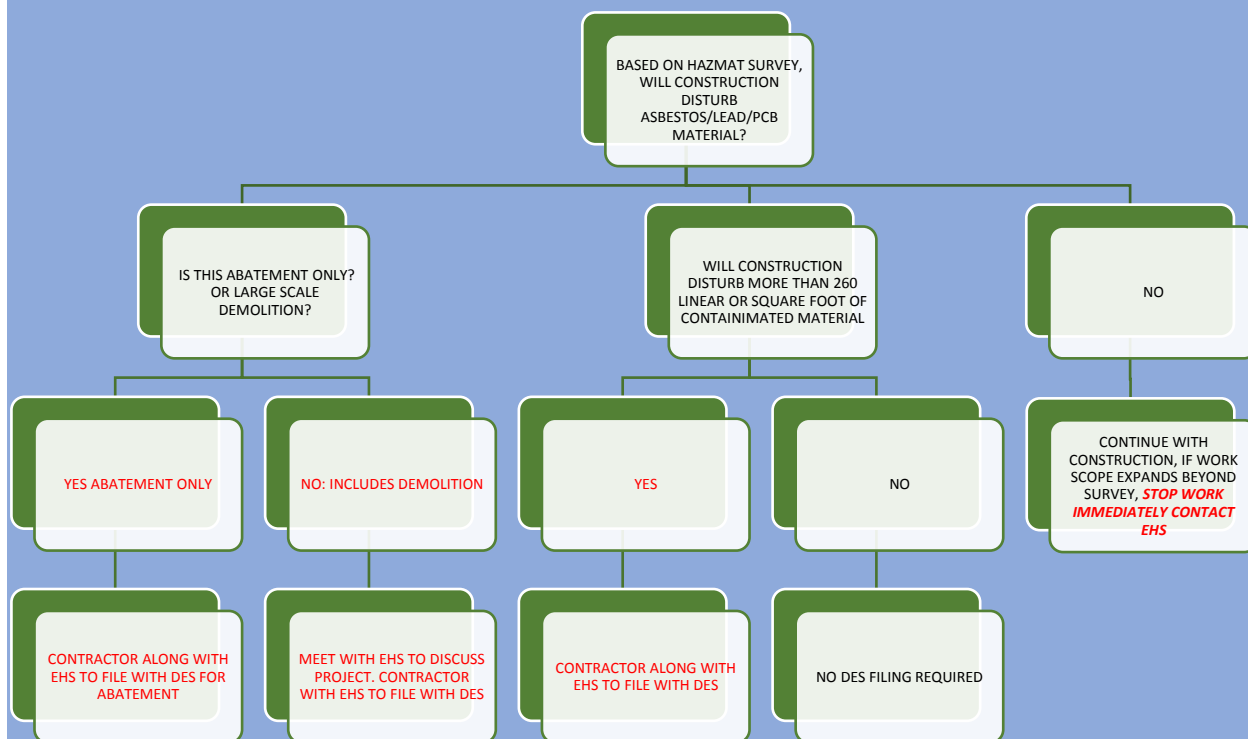 BASED ON HAZMAT SURVEY,
WILL CONSTRUCTION
DISTURB
ASBESTOS/LEAD/PCB
MATERIAL?
IS THIS ABATEMENT ONLY?
OR LARGE SCALE
DEMOLITION?
WILL CONSTRUCTION
DISTURB MORE THAN 260
LINEAR OR SQUARE FOOT OF
CONTAINIMATED MATERIAL
NO
YES ABATEMENT ONLY
NO: INCLUDES DEMOLITION
YES
NO
CONTINUE WITH
CONSTRUCTION, IF WORK
SCOPE EXPANDS BEYOND
SURVEY, STOP WORK
IMMEDIATELY CONTACT
EHS
CONTRACTOR ALONG WITH
EHS TO FILE WITH DES FOR
ABATEMENT
MEET WITH EHS TO DISCUSS
PROJECT. CONTRACTOR
WITH EHS TO FILE WITH DES
CONTRACTOR ALONG WITH
EHS TO FILE WITH DES
NO DES FILING REQUIRED